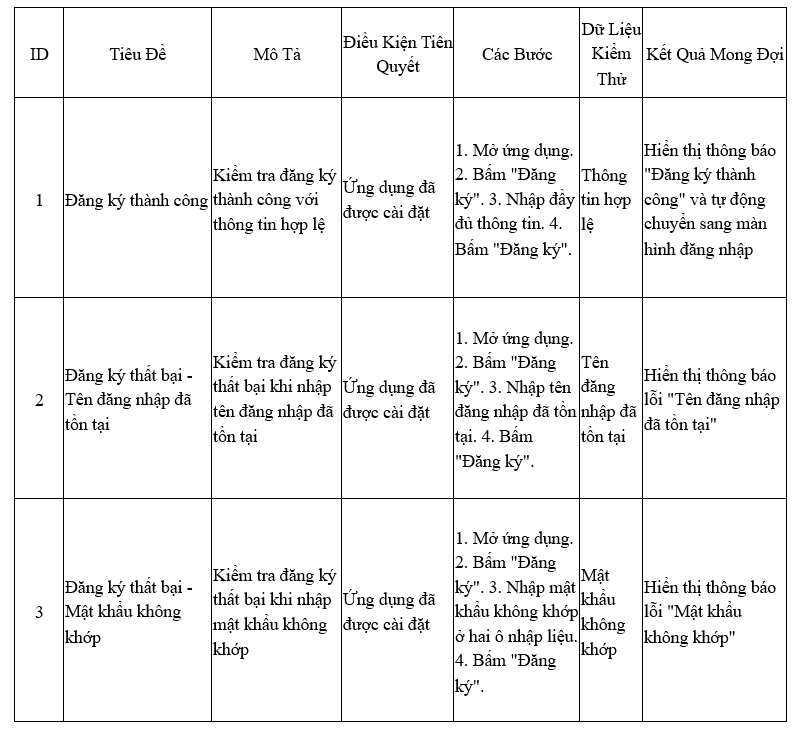 ID
Tiêu Đề
Mô Tả
Điều Kiện Tiên
Quyết
Các Bước
Dữ Liệu
Kiểm
Thử
Kết Quả Mong Đợi
1
Đăng ký thành công
Kiểm tra đăng ký
thành công với
thông tin hợp lệ
Ứng dụng đã
được cài đặt
1. Mở ứng dụng.
2. Bấm "Đăng
ký". 3. Nhập đầy
đủ thông tin. 4.
Bấm "Đăng ký".
Thông
tin hợp
lệ
Hiển thị thông báo
"Đăng ký thành
công" và tự động
chuyển sang màn
hình đăng nhập
2
Đăng ký thất bại -
Tên đăng nhập đã
tồn tại
Kiểm tra đăng ký
thất bại khi nhập
tên đăng nhập đã
tồn tại
Ứng dụng đã
được cài đặt
1. Mở ứng dụng.
2. Bấm "Đăng
ký". 3. Nhập tên
đăng nhập đã tồn
tại. 4. Bấm
"Đăng ký".
Tên
đăng
nhập đã
tồn tại
Hiển thị thông báo
lỗi "Tên đăng nhập
đã tồn tại"
3
Đăng ký thất bại -
Mật khẩu không
khớp
Kiểm tra đăng ký
thất bại khi nhập
mật khẩu không
khớp
Ứng dụng đã
được cài đặt
1. Mở ứng dụng.
2. Bấm "Đăng
ký". 3. Nhập mật
khẩu không khớp
ở hai ô nhập liệu.
4. Bấm "Đăng
ký".
Mật
khẩu
không
khớp
Hiển thị thông báo
lỗi "Mật khẩu
không khớp"